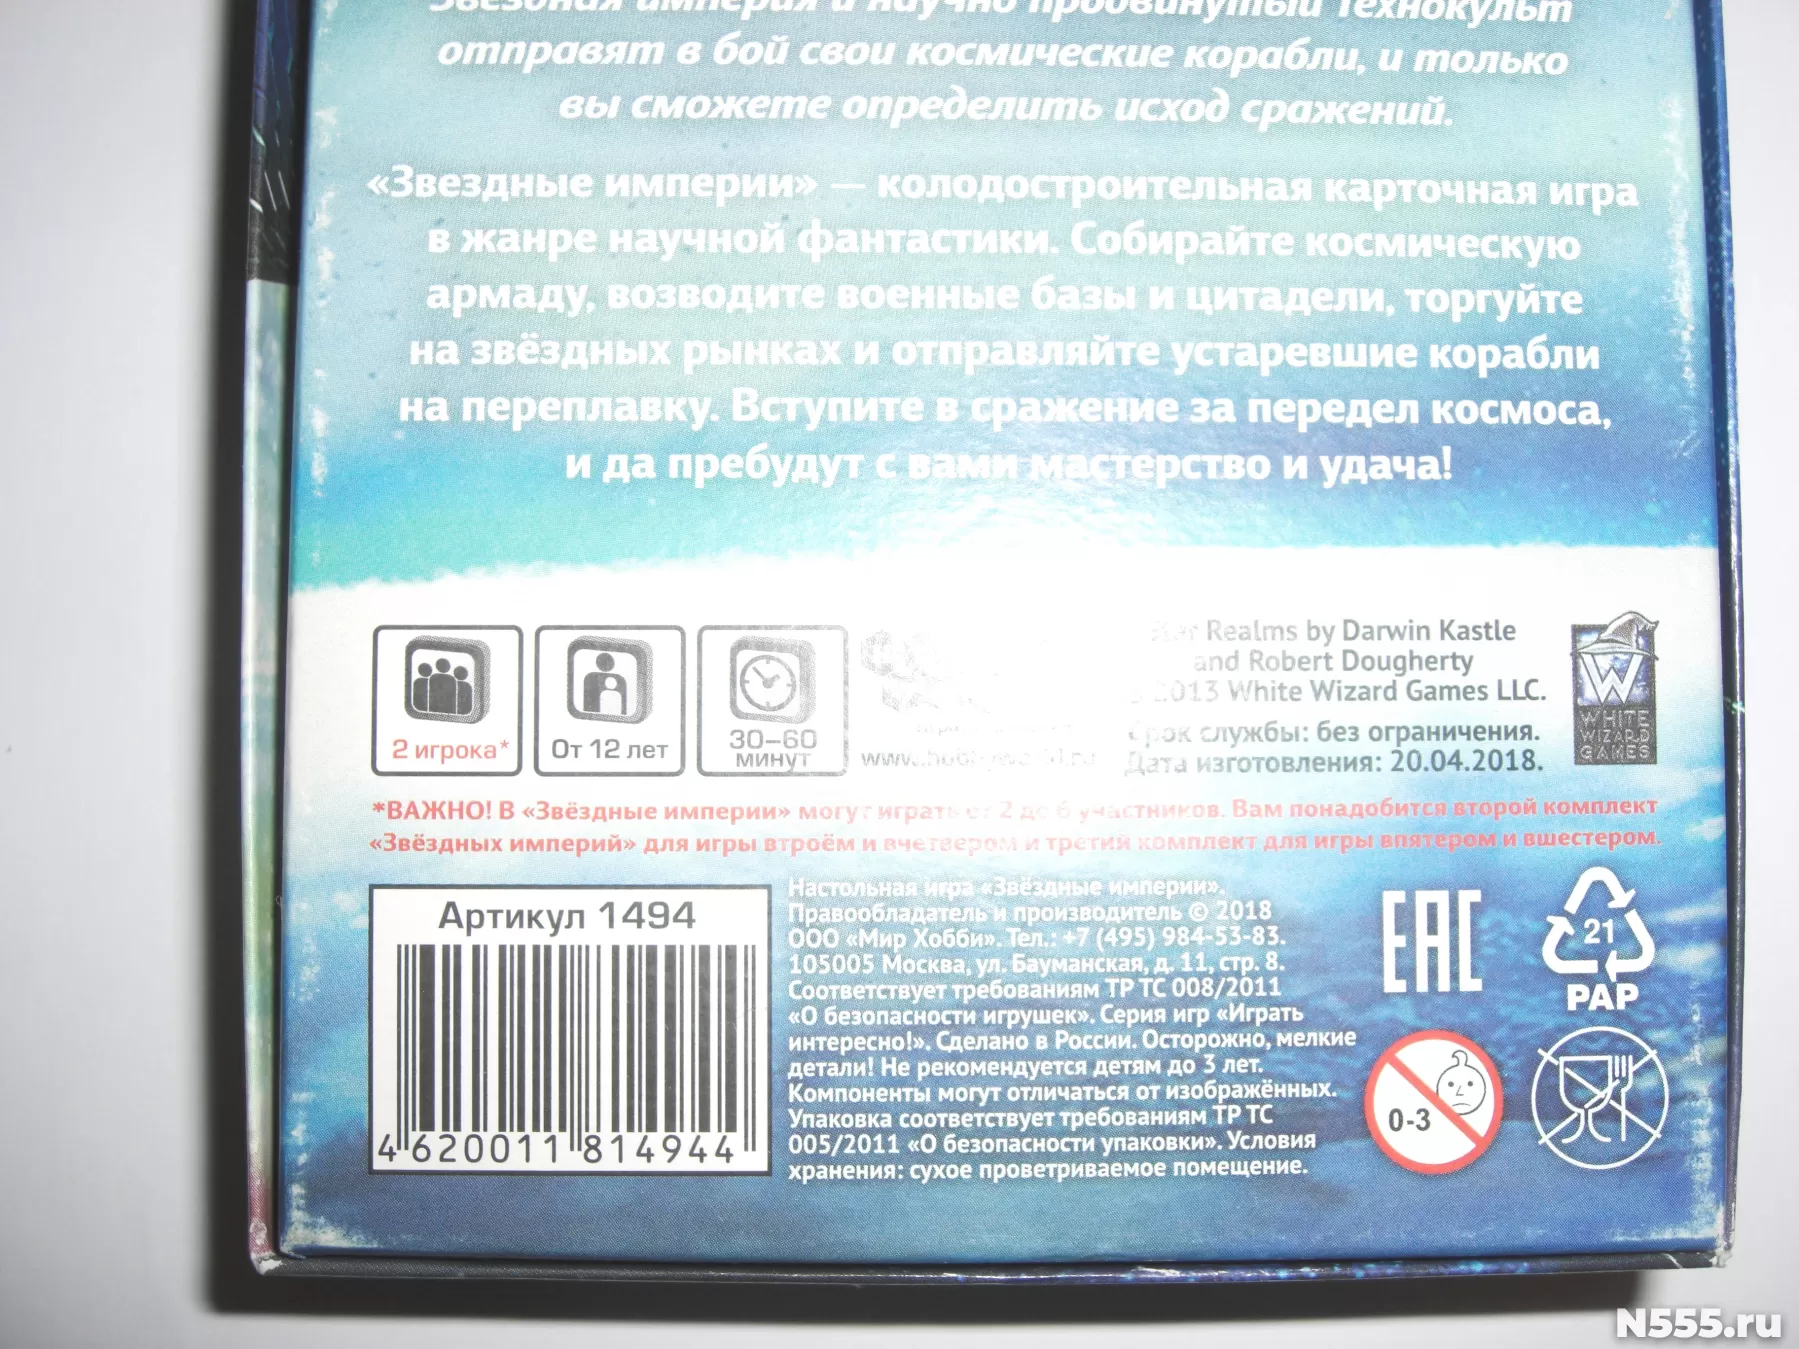 Звёздная империя и научно продвинутый Технокульт
отправят в бой свои космические корабли, и только
вы сможете определить исход сражений.
«Звездные империи» — колодостроительная карточная игра
в жанре научной фантастики. Собирайте космическую
армаду, возводите военные базы и цитадели, торгуйте
на звёздных рынках и отправляйте устаревшие корабли
на переплавку. Вступите в сражение за передел космоса,
и да пребудут с вами мастерство и удача!
2 игрока*
От 12 лет
30–60
минут
Realms by Darwin Kastle
and Robert Dougherty
2013 White Wizard Games LLC.
Срок службы: без ограничения.
Дата изготовления: 20.04.2018.
WHITE
WIZARD
GAMES
*ВАЖНО! В «Звёздные империи» могут играть от 2 до 6 участников. Вам понадобится второй комплект
«Звёздных империй» для игры втроём и вчетвером и третий комплект для игры впятером и вшестером.
Артикул 1494
4 620011 814944
Настольная игра «Звёздные империи».
Правообладатель и производитель © 2018
ООО «Мир Хобби». Тел.: +7 (495) 984-53-83.
105005 Москва, ул. Бауманская, д. 11, стр. 8.
Соответствует требованиям ТР ТС 008/2011
«О безопасности игрушек». Серия игр «Играть
интересно!». Сделано в России. Осторожно, мелкие
детали! Не рекомендуется детям до 3 лет.
Компоненты могут отличаться от изображённых.
Упаковка соответствует требованиям ТР ТС
005/2011 «О безопасности упаковки». Условия
хранения: сухое проветриваемое помещение.
EAC
21
PAP
0-3
N555.ru